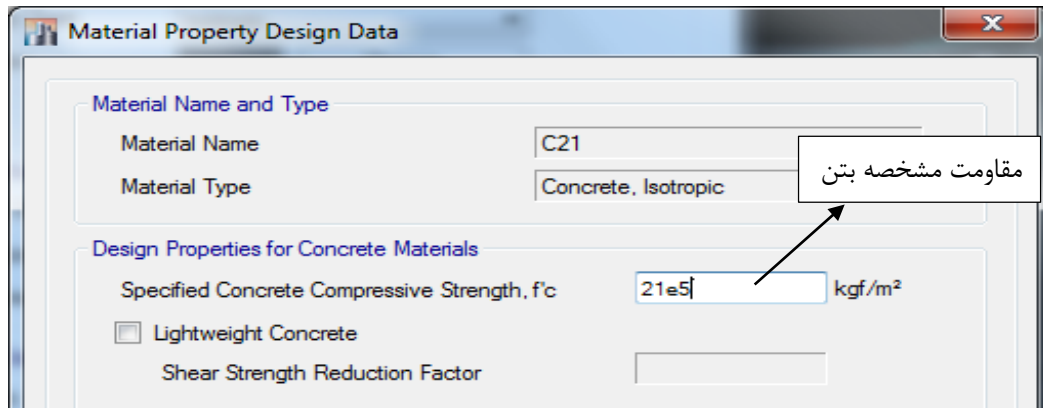 Material Property Design Data
Material Name and Type
Material Name C21
Material Type Concrete, Isotropic
مقاومت مشخصه بتن
Design Properties for Concrete Materials
Specified Concrete Compressive Strength, f'c 21e5 kgf/m²
Lightweight Concrete
Shear Strength Reduction Factor